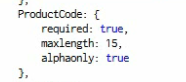 },
ProductCode: {
required: true,
maxlength: 15,
alphaonly: true
},